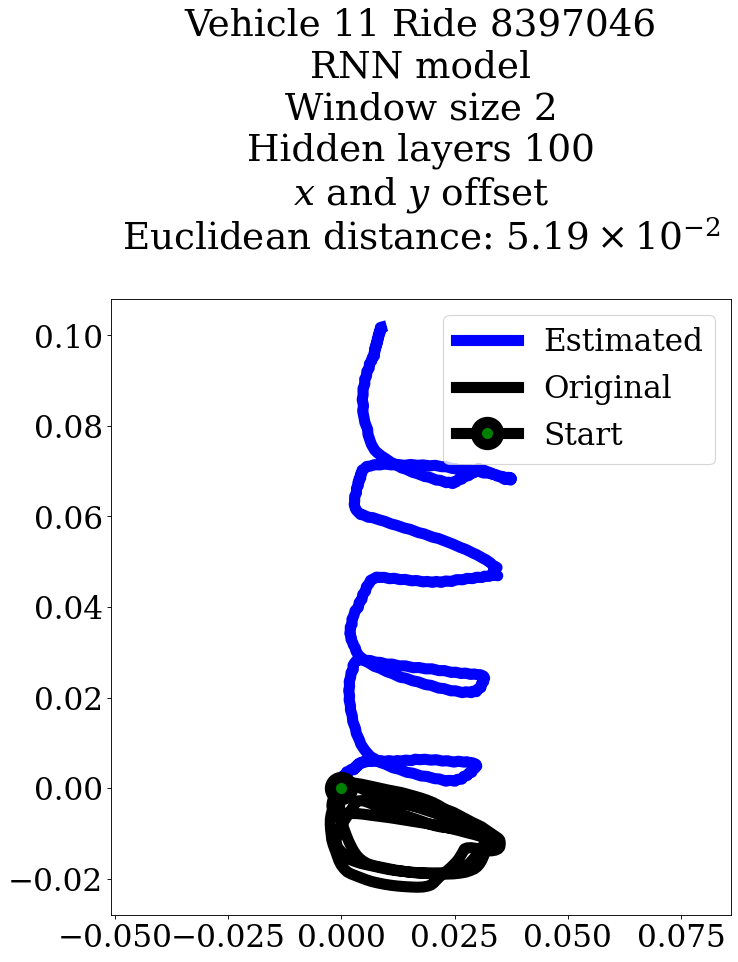 Vehicle 11 Ride 8397046
RNN model
Window size 2
Hidden layers 100
x and y offset
Euclidean distance: 5.19 × 10⁻²
Estimated
Original
Start
0.10
0.08
0.06
0.04
0.02
0.00
−0.02
−0.050 −0.025 0.000 0.025 0.050 0.075